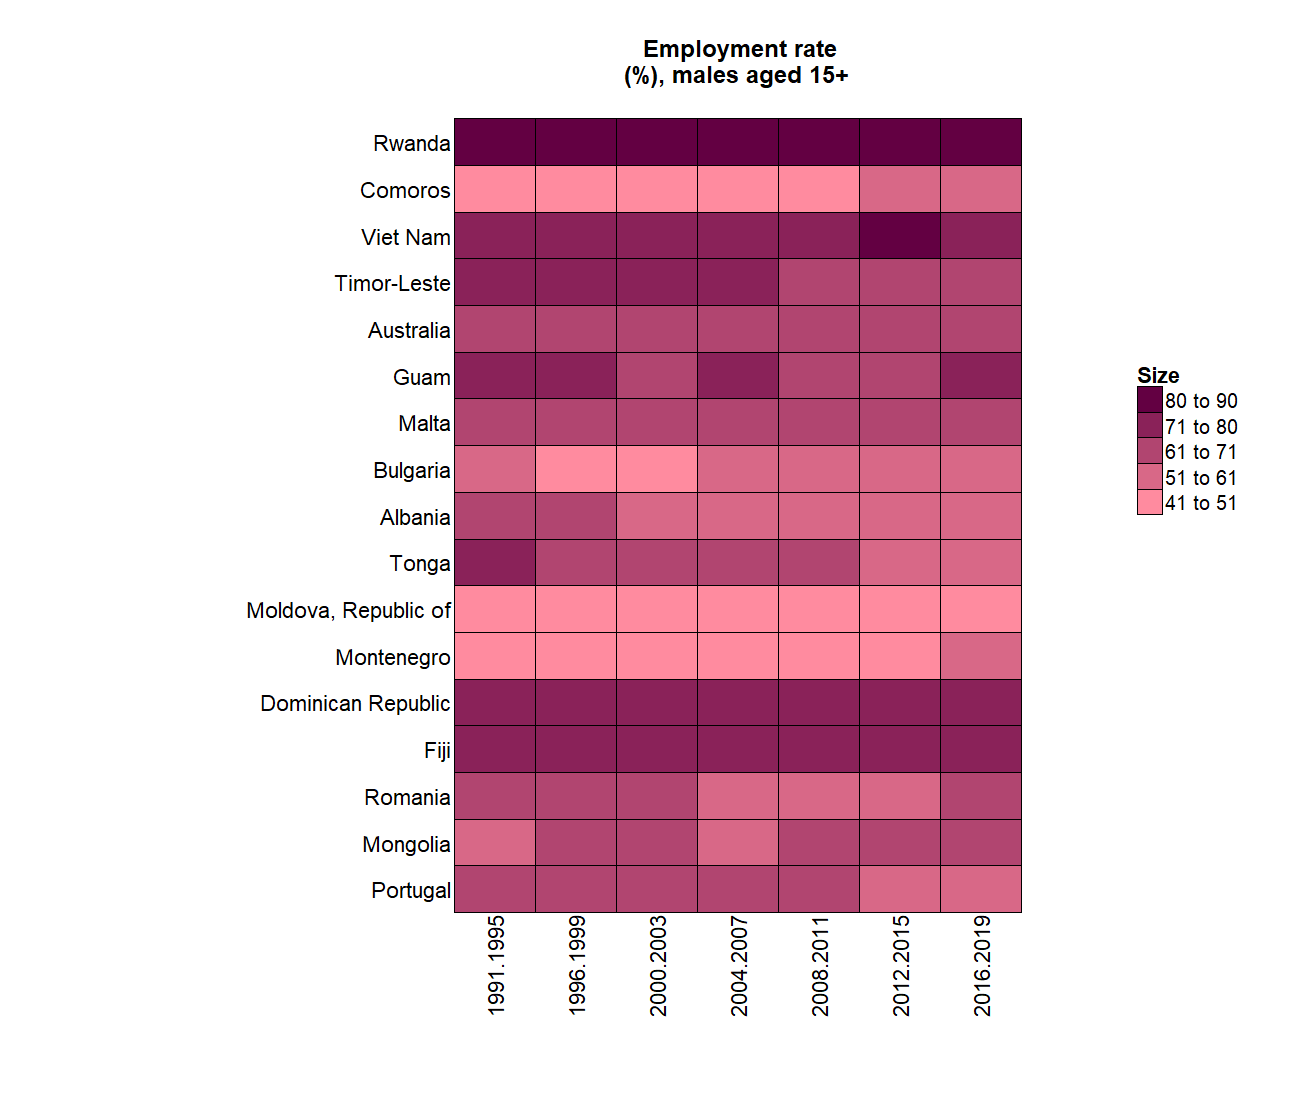 Employment rate
(%), males aged 15+
Rwanda
Comoros
Viet Nam
Timor-Leste
Australia
Guam
Malta
Bulgaria
Albania
Tonga
Moldova, Republic of
Montenegro
Dominican Republic
Fiji
Romania
Mongolia
Portugal
1991.1995
1996.1999
2000.2003
2004.2007
2008.2011
2012.2015
2016.2019
Size
80 to 90
71 to 80
61 to 71
51 to 61
41 to 51